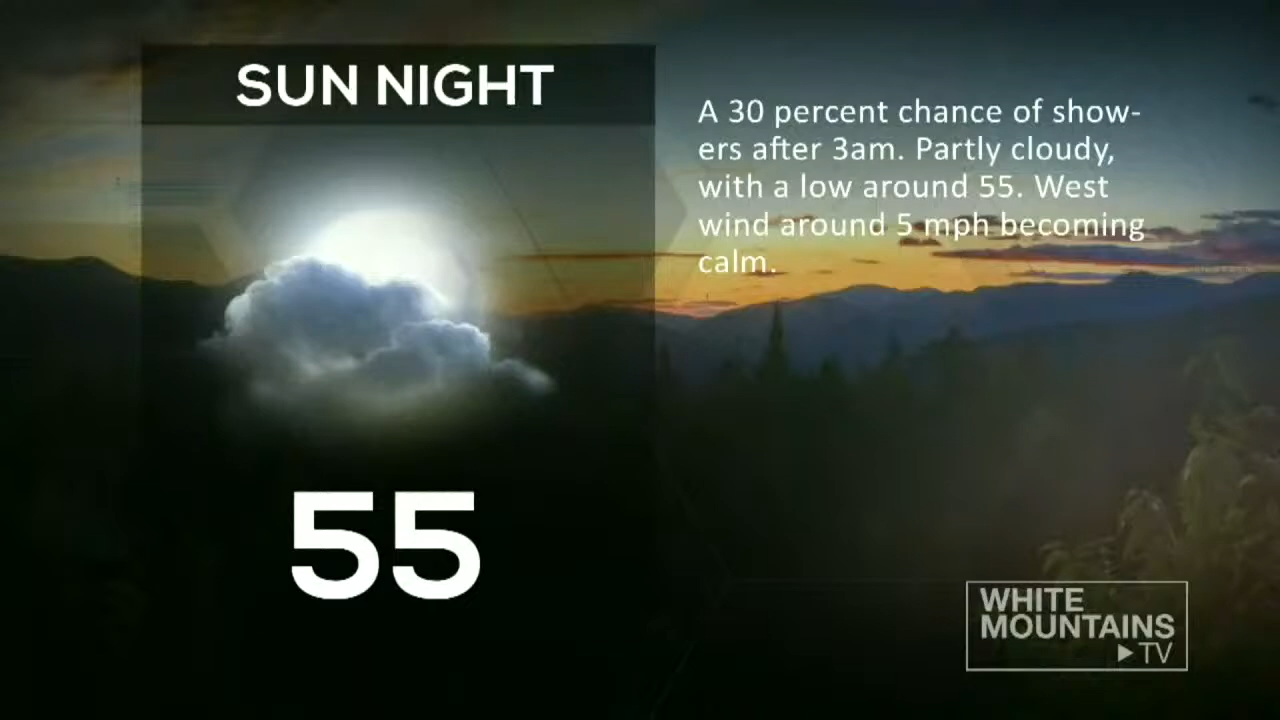 SUN NIGHT
A 30 percent chance of show-
ers after 3am. Partly cloudy,
with a low around 55. West
wind around 5 mph becoming
calm.
55
WHITE
MOUNTAINS
TV